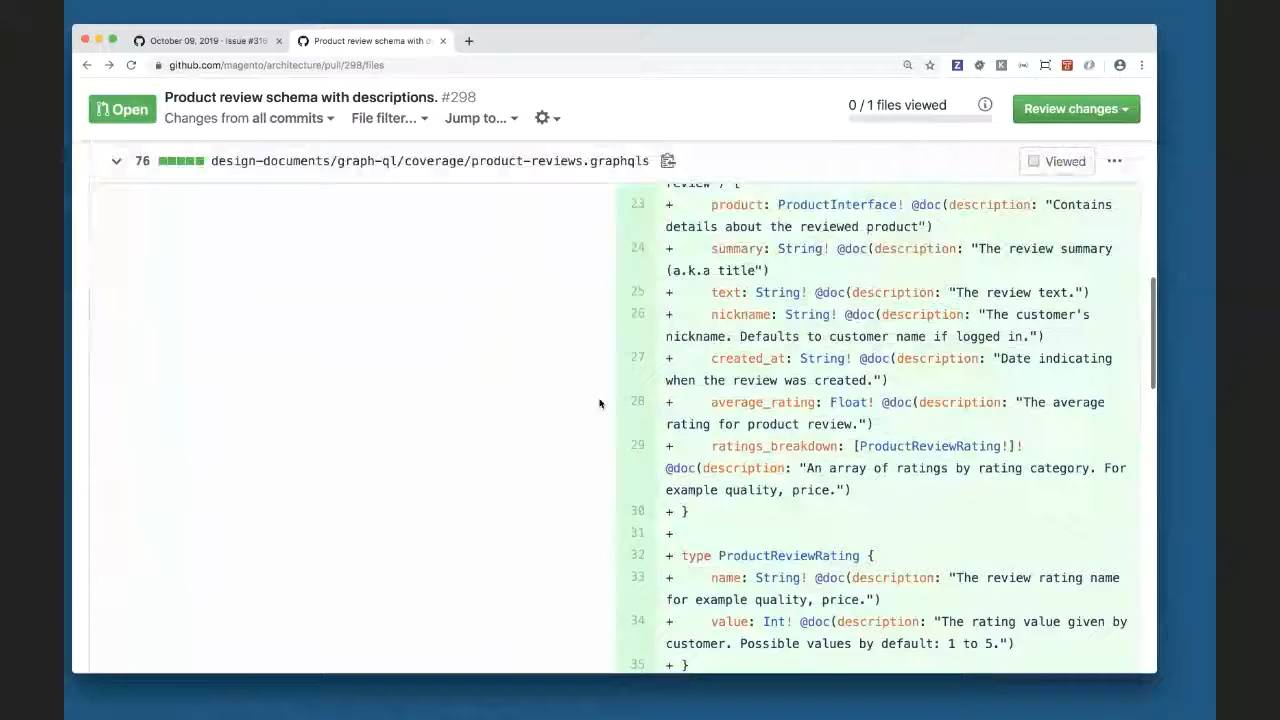 October 09, 2019 · Issue #316 ×
Product review schema with d ×
github.com/magento/architecture/pull/298/files
Open
Product review schema with descriptions. #298
Changes from all commits
File filter...
Jump to...
0 / 1 files viewed
Review changes
76 design-documents/graph-ql/coverage/product-reviews.graphqls
Viewed
23 + product: ProductInterface! @doc(description: "Contains
details about the reviewed product")
24 + summary: String! @doc(description: "The review summary
(a.k.a title")
25 + text: String! @doc(description: "The review text.")
26 + nickname: String! @doc(description: "The customer's
nickname. Defaults to customer name if logged in.")
27 + created_at: String! @doc(description: "Date indicating
when the review was created.")
28 + average_rating: Float! @doc(description: "The average
rating for product review.")
29 + ratings_breakdown: [ProductReviewRating!]!
@doc(description: "An array of ratings by rating category. For
example quality, price.")
30 + }
31 +
32 + type ProductReviewRating {
33 + name: String! @doc(description: "The review rating name
for example quality, price.")
34 + value: Int! @doc(description: "The rating value given by
customer. Possible values by default: 1 to 5.")
35 + }